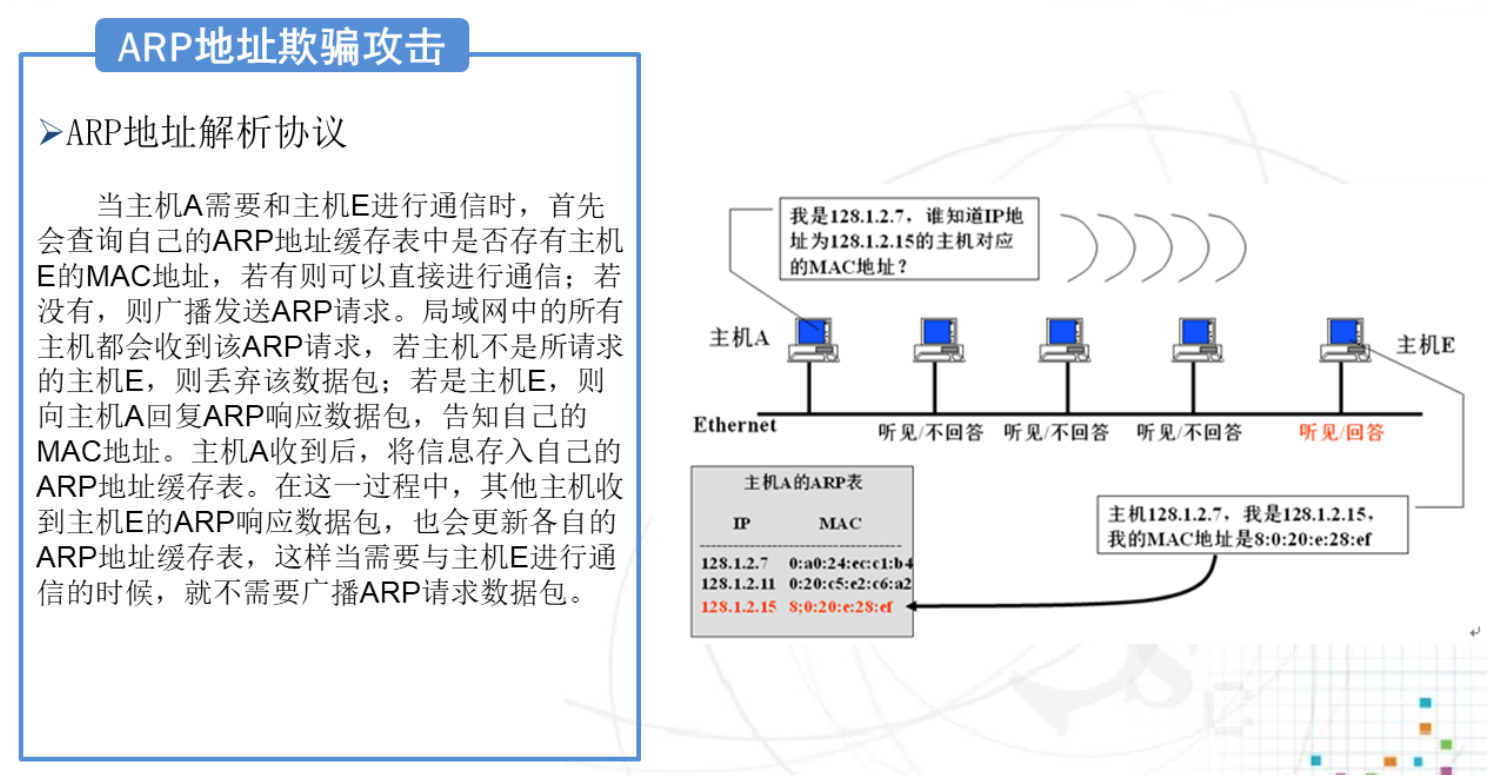 ARP地址欺骗攻击
➢ARP地址解析协议
当主机A需要和主机E进行通信时，首先
会查询自己的ARP地址缓存表中是否存有主机
E的MAC地址，若有则可以直接进行通信；若
没有，则广播发送ARP请求。局域网中的所有
主机都会收到该ARP请求，若主机不是所请求
的主机E，则丢弃该数据包；若是主机E，则
向主机A回复ARP响应数据包，告知自己的
MAC地址。主机A收到后，将信息存入自己的
ARP地址缓存表。在这一过程中，其他主机收
到主机E的ARP响应数据包，也会更新各自的
ARP地址缓存表，这样当需要与主机E进行通
信的时候，就不需要广播ARP请求数据包。
我是128.1.2.7，谁知道IP地
址为128.1.2.15的主机对应
的MAC地址？
主机A
主机E
Ethernet
听见/不回答 听见/不回答 听见/不回答 听见/回答
主机A的ARP表
IP MAC
128.1.2.7 0:a0:24:ec:c1:b4
128.1.2.11 0:20:c5:e2:c6:a2
128.1.2.15 8;0:20:e:28:ef
主机128.1.2.7，我是128.1.2.15，
我的MAC地址是8:0:20:e:28:ef